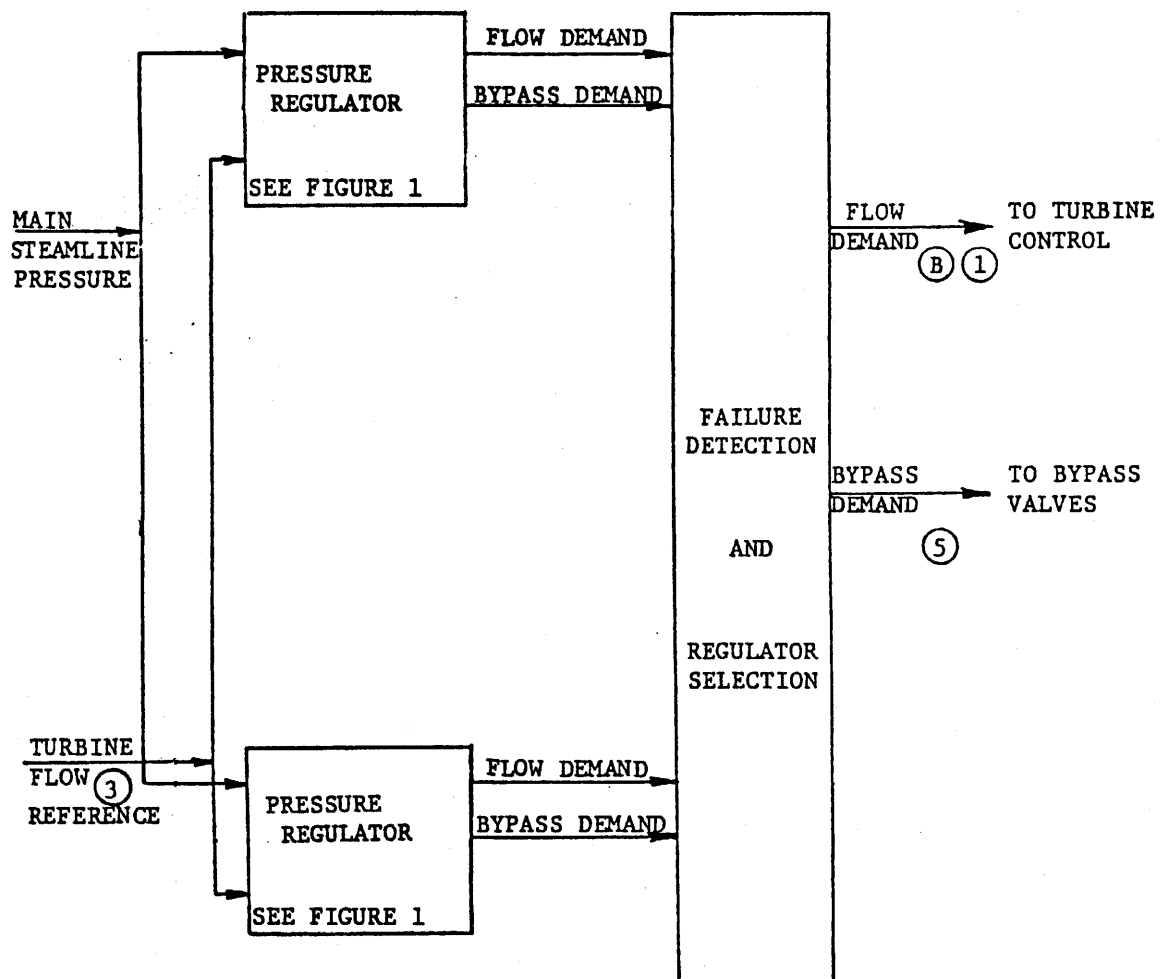 FLOW DEMAND
PRESSURE
REGULATOR
BYPASS DEMAND
SEE FIGURE 1
MAIN
STEAMLINE
PRESSURE
FLOW
DEMAND
B 1
TO TURBINE
CONTROL
FAILURE
DETECTION
BYPASS
DEMAND
5
TO BYPASS
VALVES
AND
REGULATOR
SELECTION
TURBINE
FLOW 3
REFERENCE
FLOW DEMAND
PRESSURE
REGULATOR
BYPASS DEMAND
SEE FIGURE 1